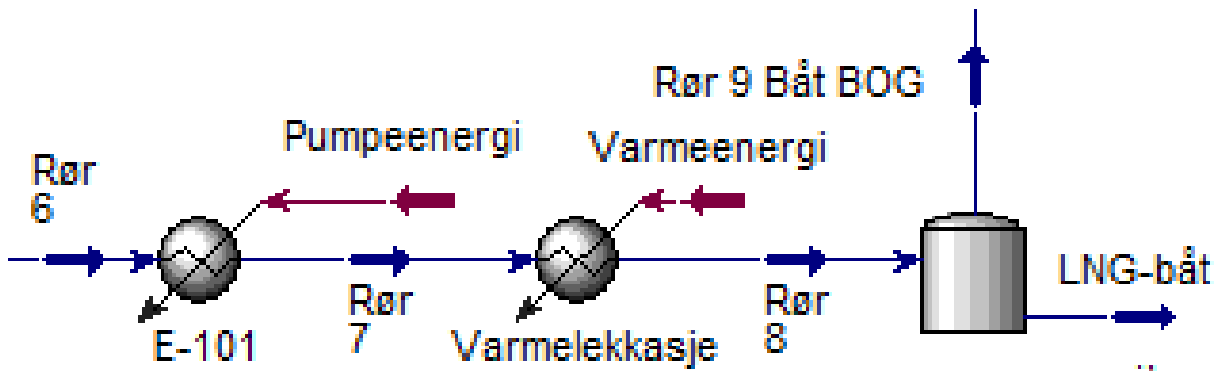 Rør 9 Båt BOG
Pumpeenergi
Varmeenergi
Rør
6
LNG-båt
Rør
7
Rør
8
E-101
Varmelekkasje